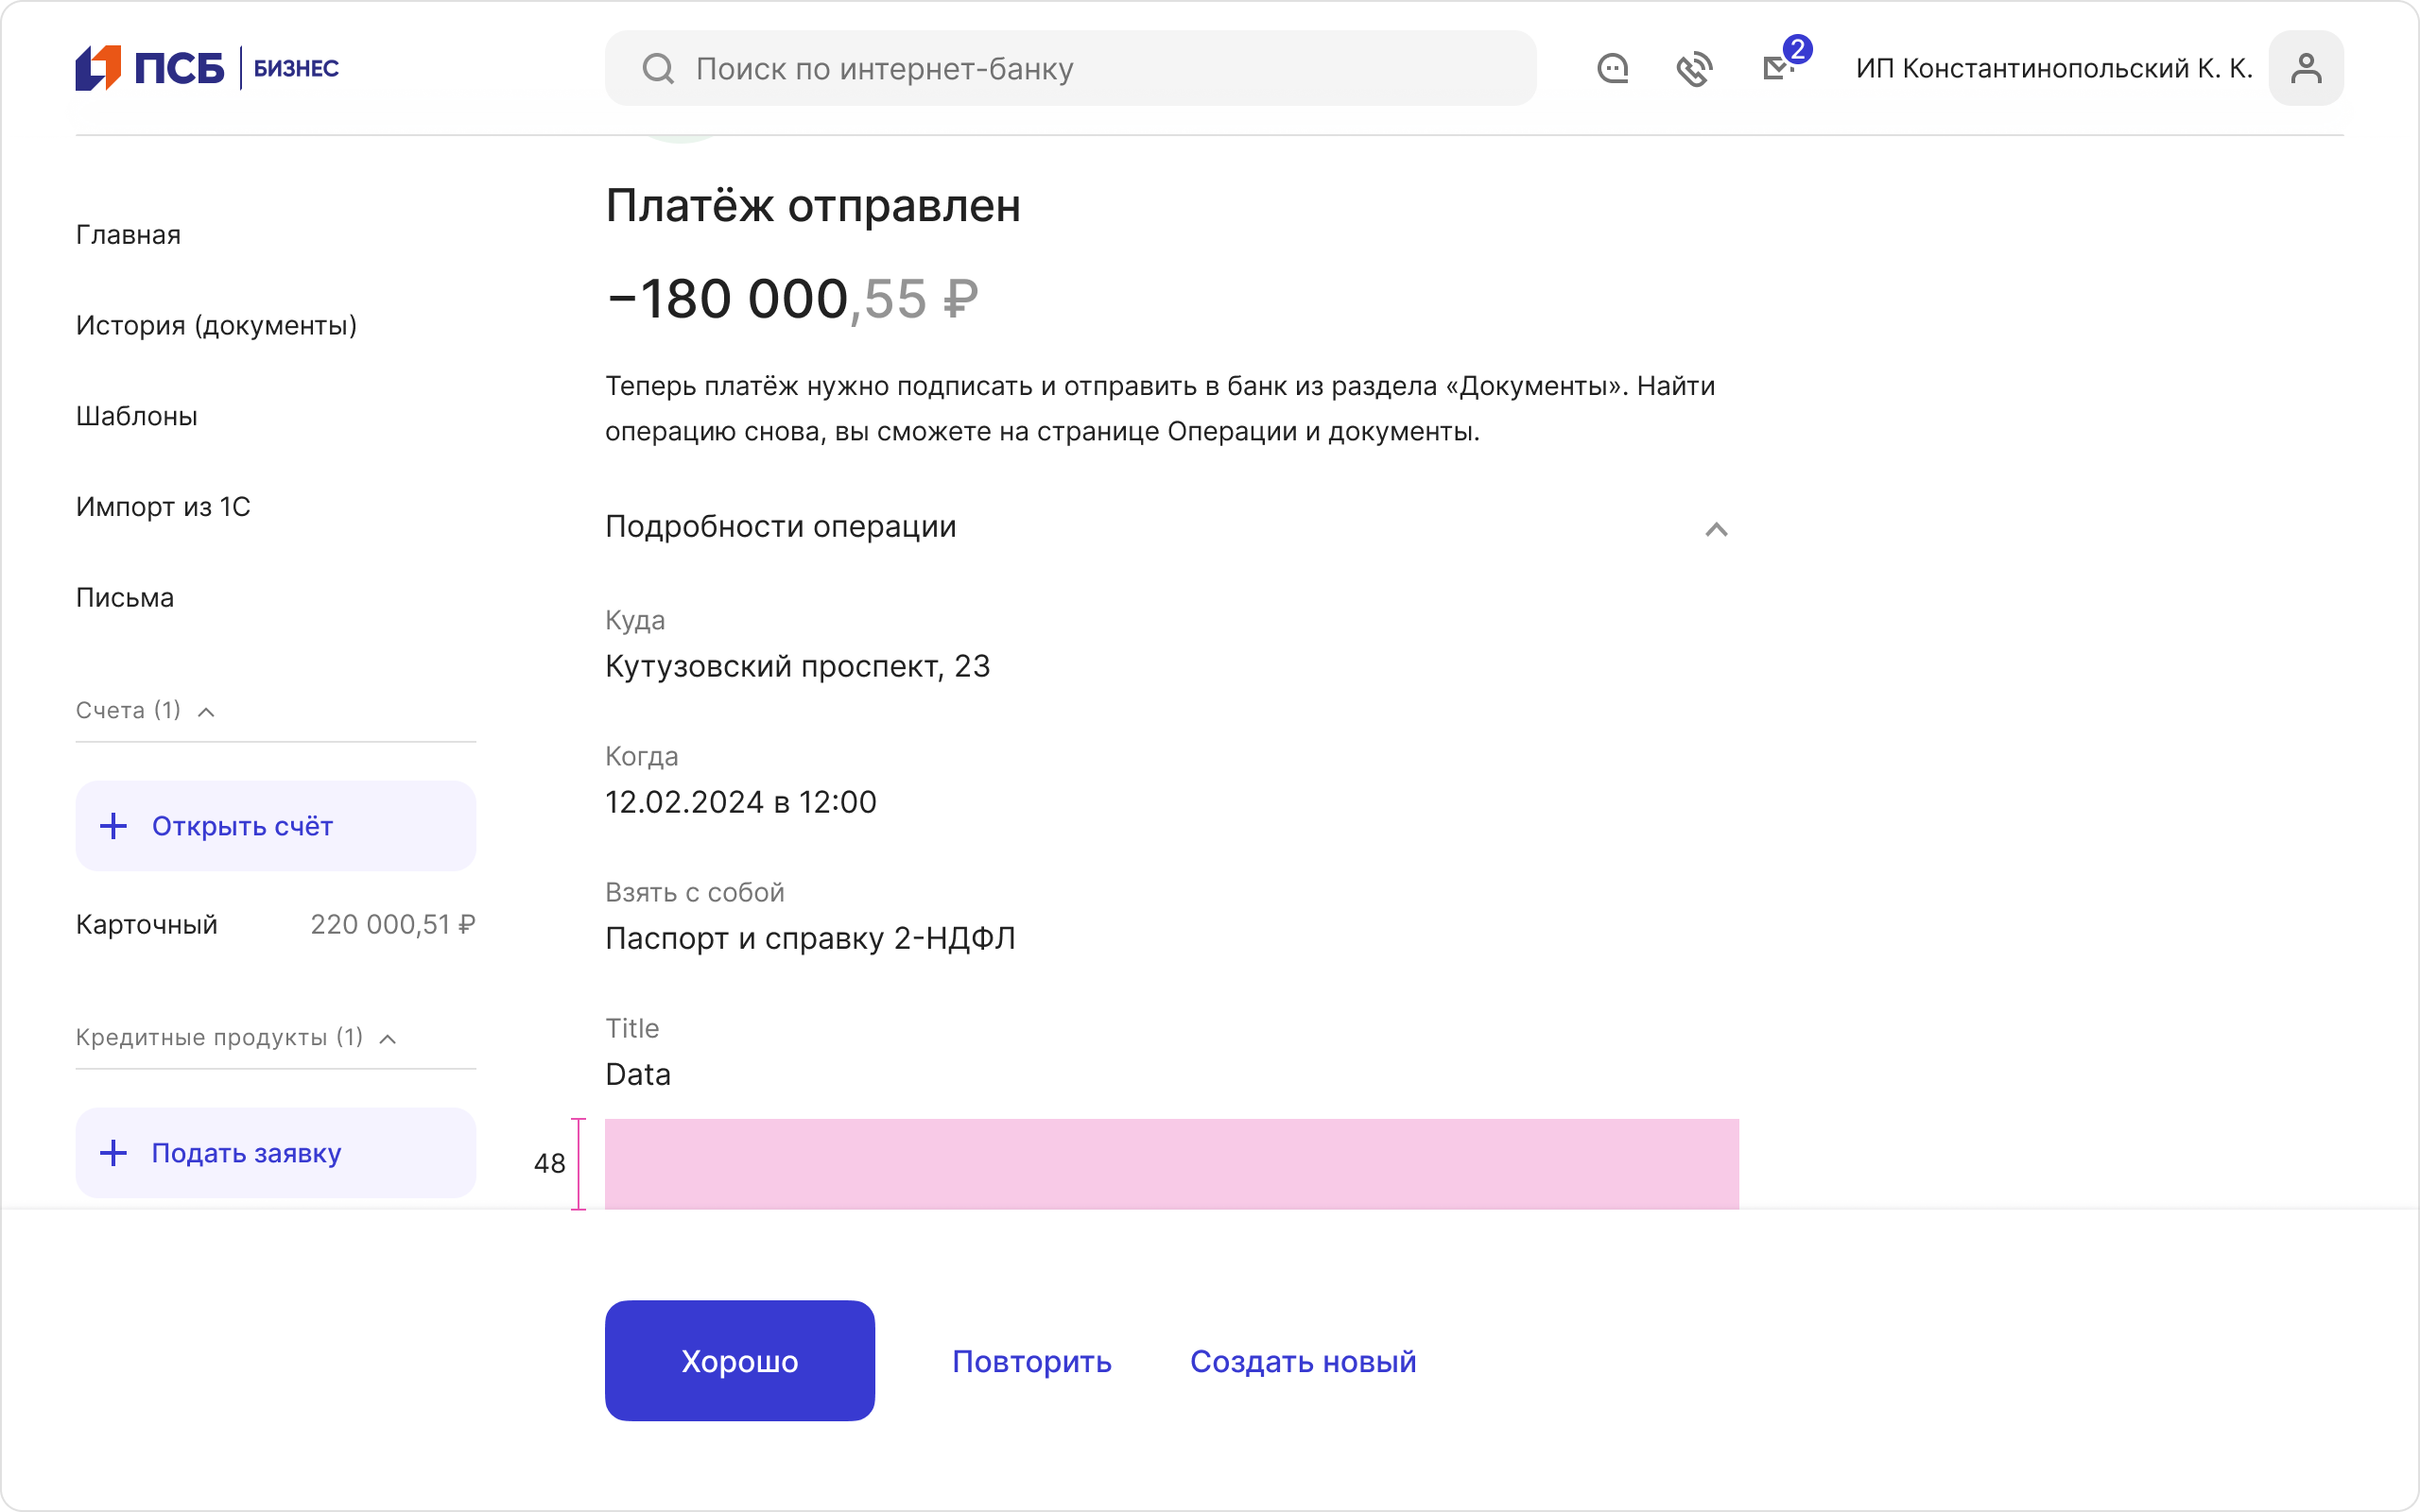 ПСБ БИЗНЕС
Поиск по интернет-банку
2
ИП Константинопольский К. К.
Главная
История (документы)
Шаблоны
Импорт из 1С
Письма
Счета (1)
Открыть счёт
Карточный 220 000,51 ₽
Кредитные продукты (1)
Подать заявку
Платёж отправлен
−180 000,55 ₽
Теперь платёж нужно подписать и отправить в банк из раздела «Документы». Найти
операцию снова, вы сможете на странице Операции и документы.
Подробности операции
Куда
Кутузовский проспект, 23
Когда
12.02.2024 в 12:00
Взять с собой
Паспорт и справку 2-НДФЛ
Title
Data
48
Хорошо
Повторить
Создать новый